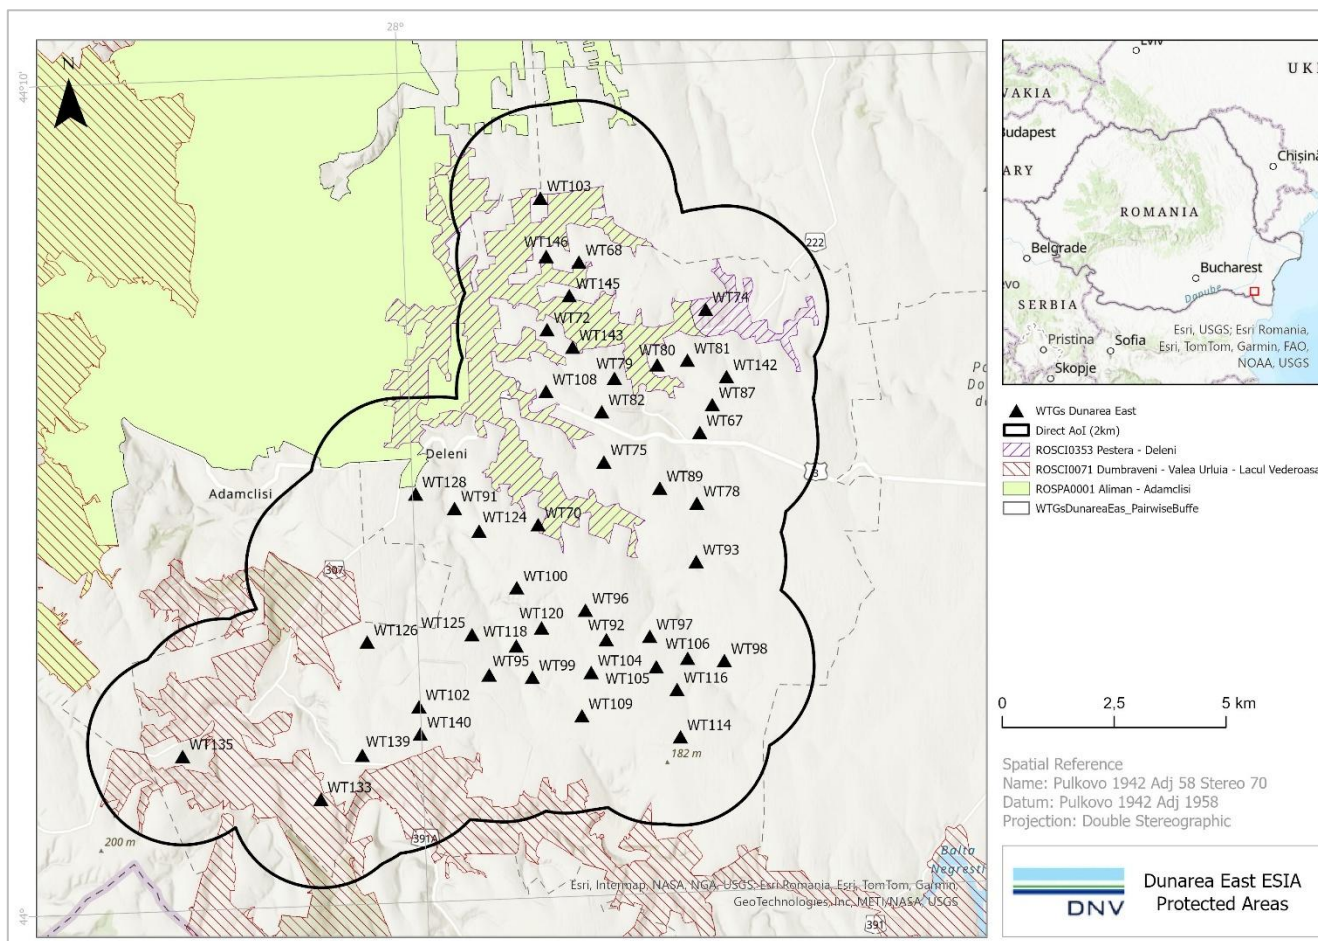 28°
44°10'
N
WT103
WT146
WT68
222
WT145
WT74
WT72
WT143
WT80
WT81
WT79
WT142
WT108
WT87
WT82
WT67
Deleni
WT75
3
Adamclisi
WT128
WT91
WT89
WT78
WT124
WT70
307
WT93
WT100
WT96
WT125
WT120
WT126
WT118
WT92
WT97
WT106
WT98
WT95
WT99
WT104
WT105
WT116
WT102
WT109
WT140
WT114
WT139
182 m
WT135
WT133
391A
200 m
Balta
Negresti
Esri, Intermap, NASA, NGA, USGS; Esri Romania, Esri, TomTom, Garmin,
GeoTechnologies, Inc, METI/NASA, USGS
44°
391
Lviv
UKI
VAKIA
Budapest
Chișină
ARY
ROMANIA
Belgrade
Bucharest
evo
Danube
SERBIA
Pristina
Sofia
Skopje
Esri, USGS; Esri Romania,
Esri, TomTom, Garmin, FAO,
NOAA, USGS
WTGs Dunarea East
Direct AoI (2km)
ROSCI0353 Pestera - Deleni
ROSCI0071 Dumbraveni - Valea Urluia - Lacul Vederoasa
ROSPA0001 Aliman - Adamclisi
WTGsDunareaEas_PairwiseBuffe
0 2,5 5 km
Spatial Reference
Name: Pulkovo 1942 Adj 58 Stereo 70
Datum: Pulkovo 1942 Adj 1958
Projection: Double Stereographic
DNV
Dunarea East ESIA
Protected Areas